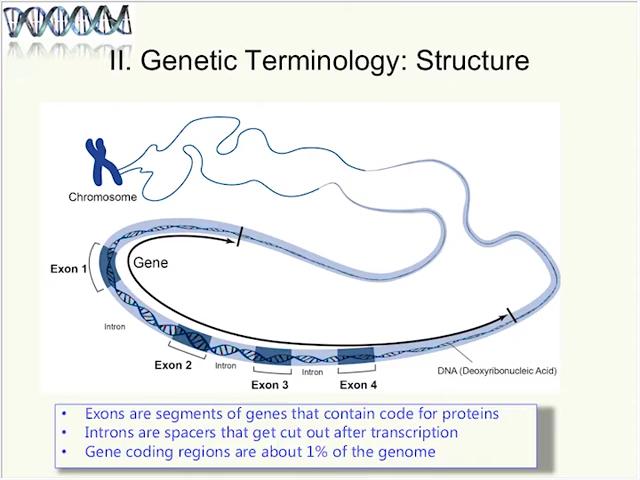 II. Genetic Terminology: Structure
Chromosome
Gene
Exon 1
Intron
Exon 2
Intron
Exon 3
Intron
Exon 4
DNA (Deoxyribonucleic Acid)
• Exons are segments of genes that contain code for proteins
• Introns are spacers that get cut out after transcription
• Gene coding regions are about 1% of the genome